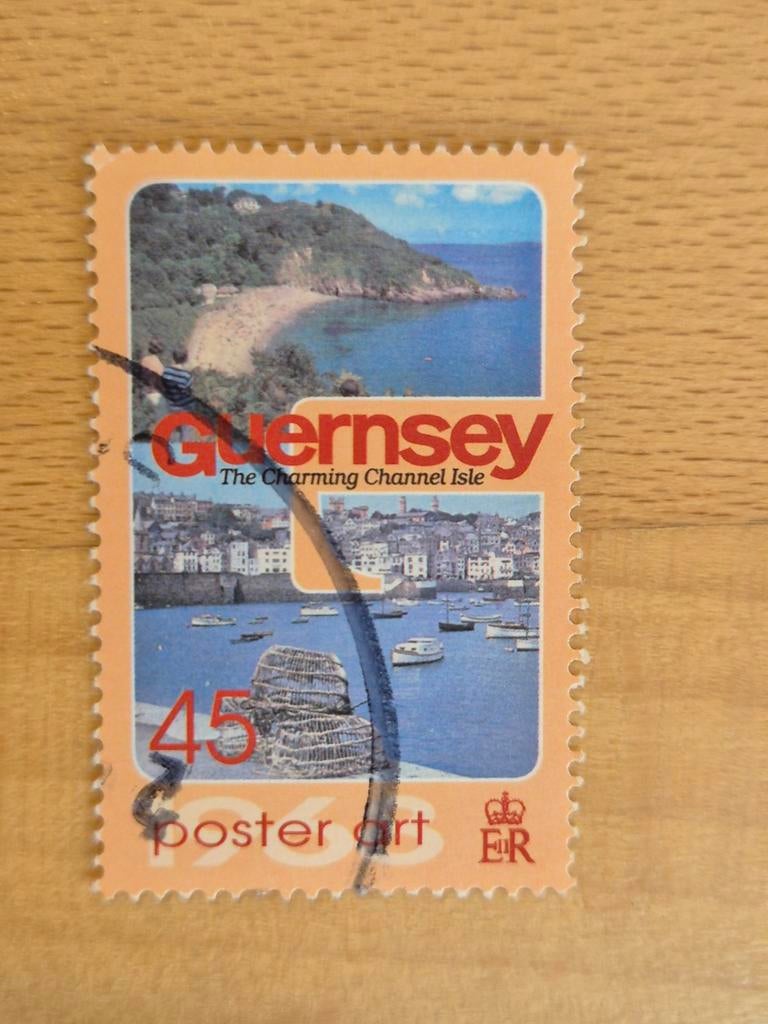 Guernsey
The Charming Channel Isle
45
1968
poster art
EIIR